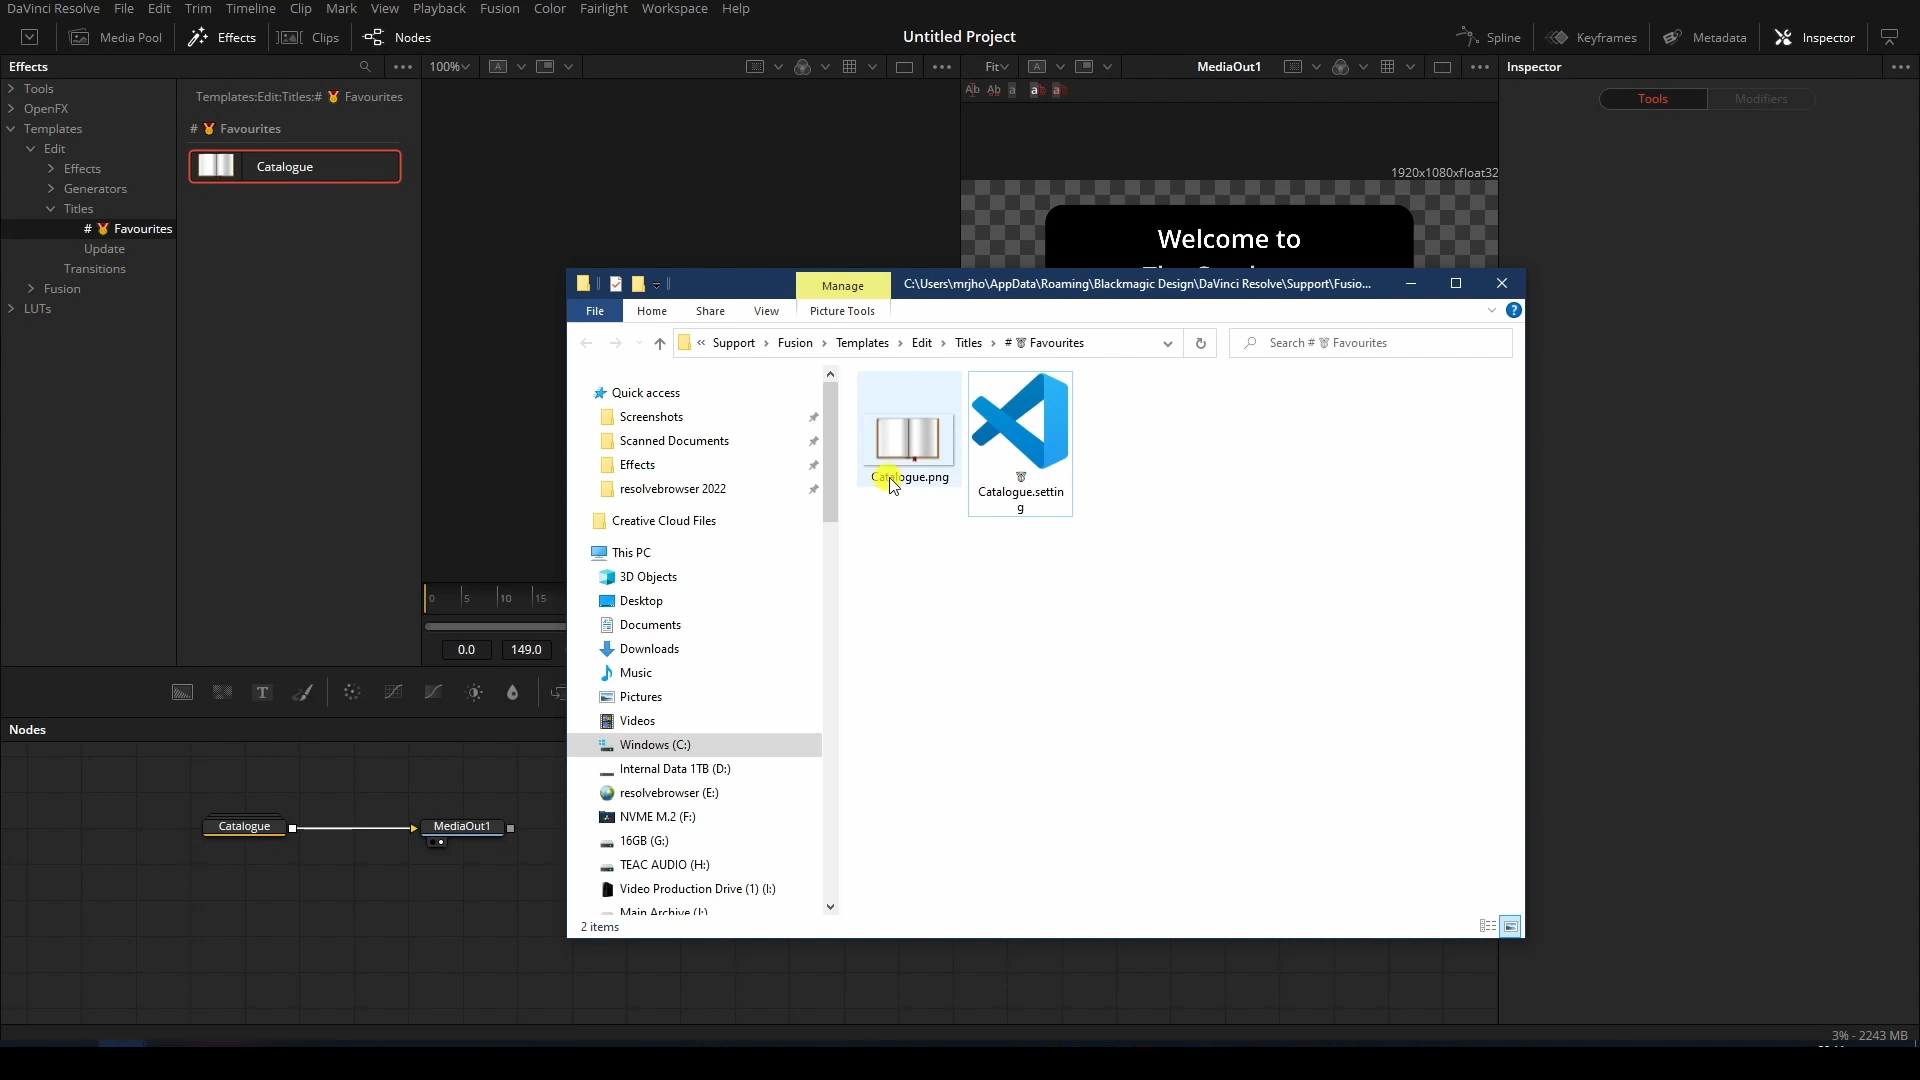 DaVinci Resolve File Edit Trim Timeline Clip Mark View Playback Fusion Color Fairlight Workspace Help
Media Pool Effects Clips Nodes Untitled Project Spline Keyframes Metadata Inspector
Effects 100% Fit MediaOut1 Inspector
Tools
OpenFX
Templates
Edit
Effects
Generators
Titles
# 🏅 Favourites
Update
Transitions
Fusion
LUTs
Templates:Edit:Titles:# 🏅 Favourites
# 🏅 Favourites
Catalogue
Ab Ab a a a
Tools Modifiers
1920x1080xfloat32
Welcome to
Manage C:\Users\mrjho\AppData\Roaming\Blackmagic Design\DaVinci Resolve\Support\Fusio...
File Home Share View Picture Tools
« Support › Fusion › Templates › Edit › Titles › # 🏅 Favourites
Search # 🏅 Favourites
Quick access
Screenshots
Scanned Documents
Effects
resolvebrowser 2022
Creative Cloud Files
This PC
3D Objects
Desktop
Documents
Downloads
Music
Pictures
Videos
Windows (C:)
Internal Data 1TB (D:)
resolvebrowser (E:)
NVME M.2 (F:)
16GB (G:)
TEAC AUDIO (H:)
Video Production Drive (1) (I:)
Main Archive (J:)
Catalogue.png
🏅
Catalogue.settin
g
2 items
0 5 10 15
0.0 149.0
T
Nodes
Catalogue MediaOut1
3% - 2243 MB